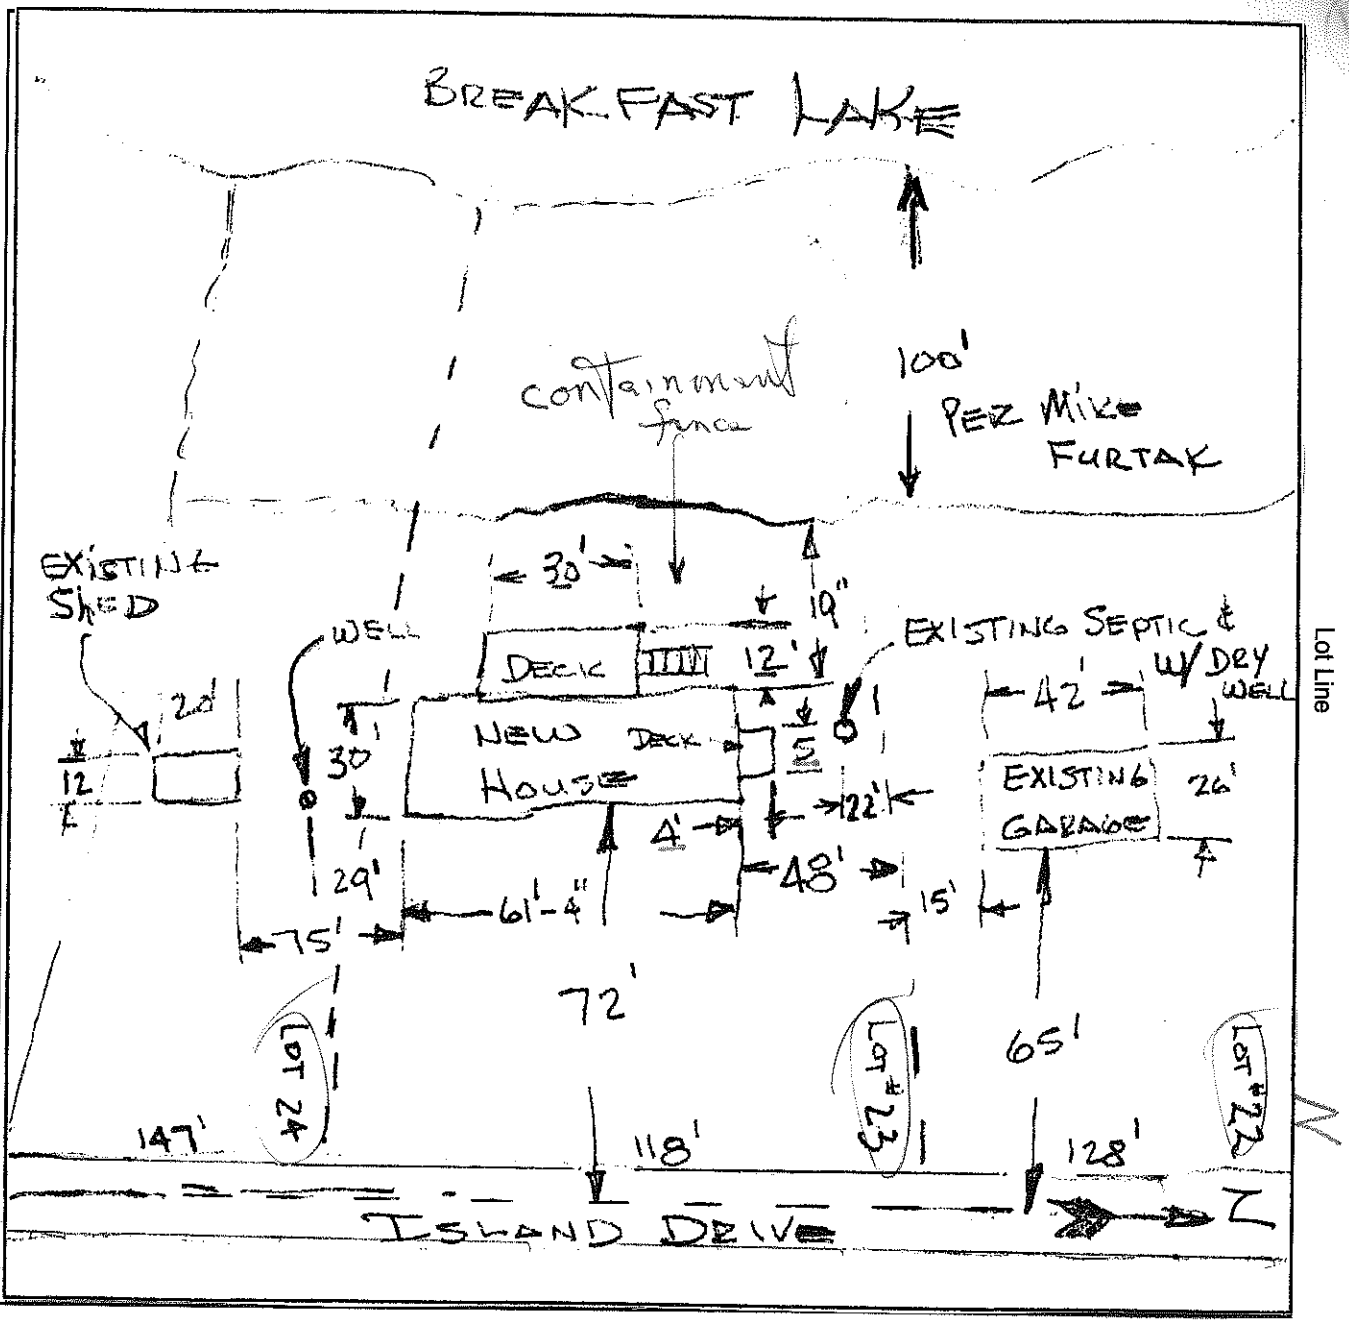 BREAKFAST LAKE
containment
fence
100'
PER MIKE
FURTAK
EXISTING
SHED
WELL
30'
DECK
12'
19"
EXISTING SEPTIC &
W/ DRY
WELL
42'
20'
12
30'
NEW
HOUSE
DECK
5
22'
EXISTING
GARAGE
26'
4'
29'
48'
61'-4"
15'
75'
72'
65'
LOT 24
LOT #23
LOT #22
147'
118'
128'
ISLAND DRIVE
N
Lot Line
N